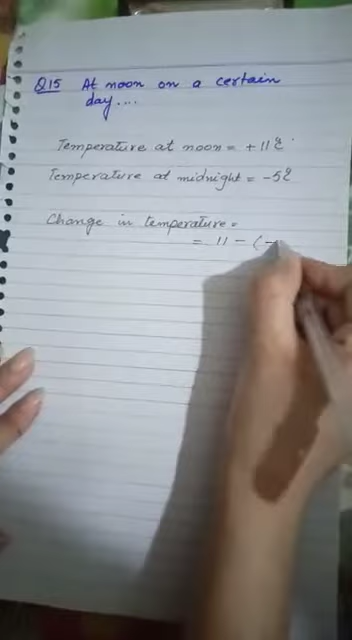 Q15 At noon on a certain
day....
Temperature at noon = +11°C
Temperature at midnight = -5°C
Change in temperature =
= 11 - (-